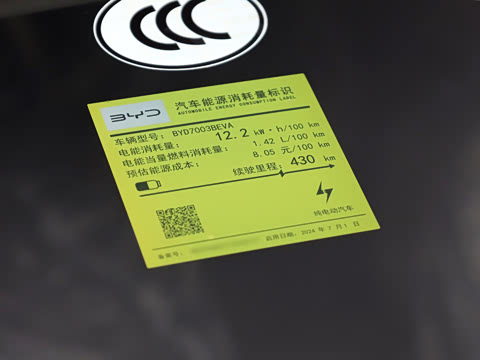 CCC
BYD
汽车能源消耗量标识
AUTOMOBILE ENERGY CONSUMPTION LABEL
车辆型号: BYD7003BEVA
电能消耗量: 12.2 kW·h/100 km
电能当量燃料消耗量: 1.42 L/100 km
预估能源成本: 8.05 元/100 km
续驶里程: 430 km
纯电动汽车
备案号:
启用日期: 2024 年 7 月 1 日